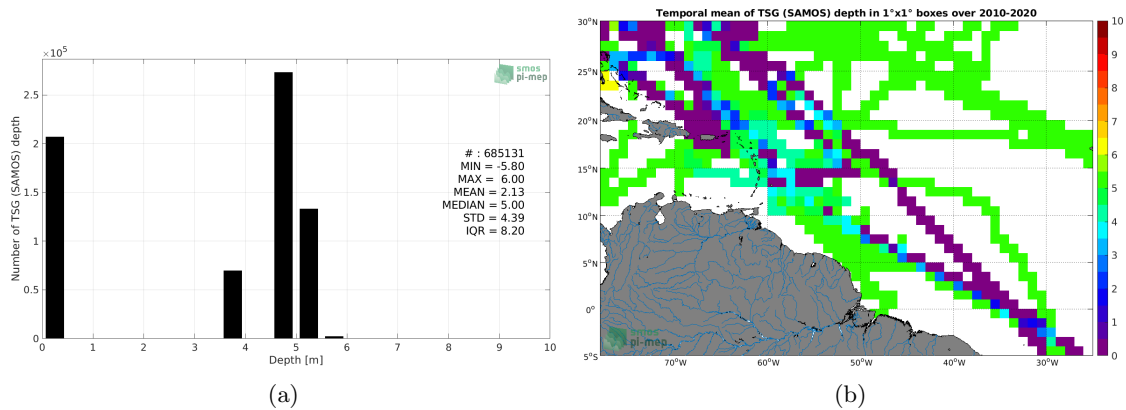 ×10⁵
smos
pi-mep
Number of TSG (SAMOS) depth
2.5
2
1.5
1
0.5
0
# : 685131
MIN = -5.80
MAX = 6.00
MEAN = 2.13
MEDIAN = 5.00
STD = 4.39
IQR = 8.20
0 1 2 3 4 5 6 7 8 9 10
Depth [m]
(a)
Temporal mean of TSG (SAMOS) depth in 1°x1° boxes over 2010-2020
30°N
25°N
20°N
15°N
10°N
5°N
0°
5°S
70°W 60°W 50°W 40°W 30°W
smos
pi-mep
10
9
8
7
6
5
4
3
2
1
0
(b)